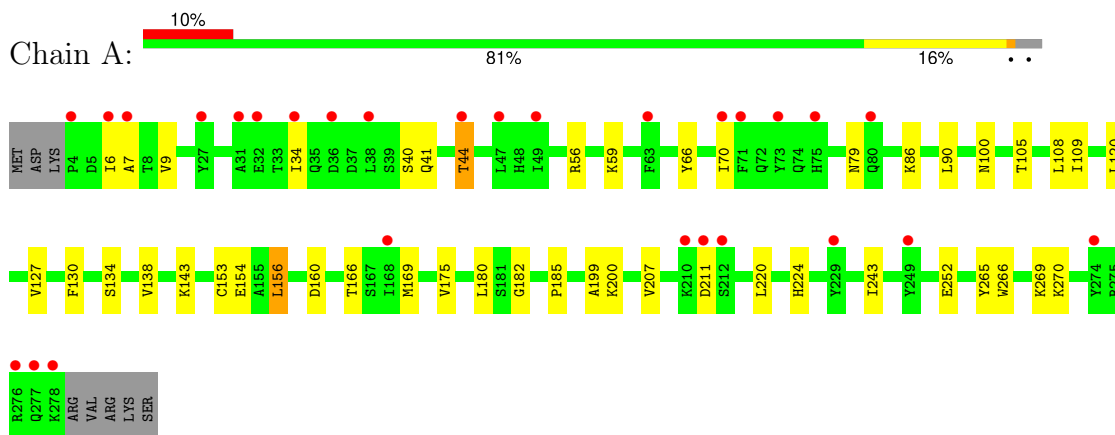 10%
Chain A:
81% 16% • •
MET ASP LYS P4 D5 I6 A7 T8 V9 Y27 A31 E32 T33 I34 Q35 D36 D37 L38 S39 S40 Q41 T44 L47 H48 I49 R56 K59 F63 Y66 I70 F71 Q72 Y73 Q74 H75 N79 Q80 K86 L90 N100 T105 L108 I109
V127 F130 S134 V138 K143 C153 E154 A155 L156 D160 T166 S167 I168 M169 V175 L180 S181 G182 P185 A199 K200 V207 K210 D211 S212 L220 H224 Y229 I243 Y249 E252 Y265 W266 K269 K270 Y274
R276 Q277 K278 ARG VAL ARG LYS SER